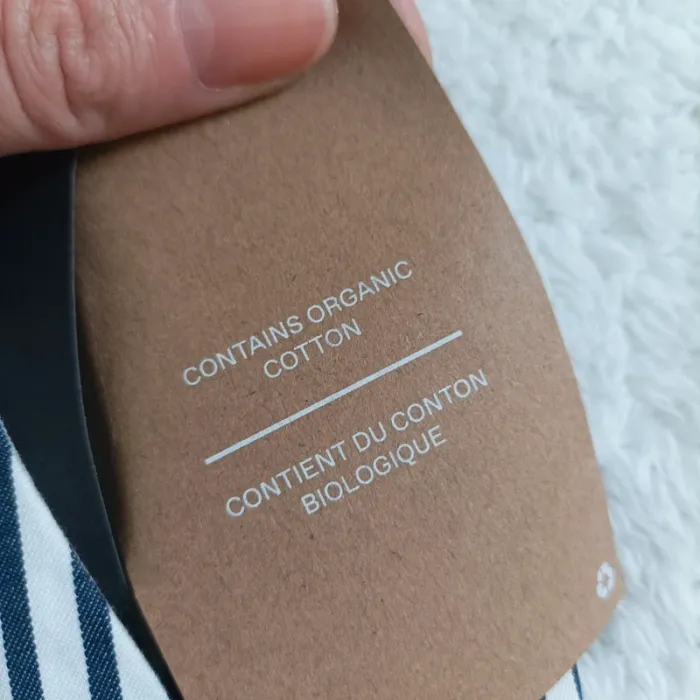 CONTAINS ORGANIC
COTTON
CONTIENT DU CONTON
BIOLOGIQUE